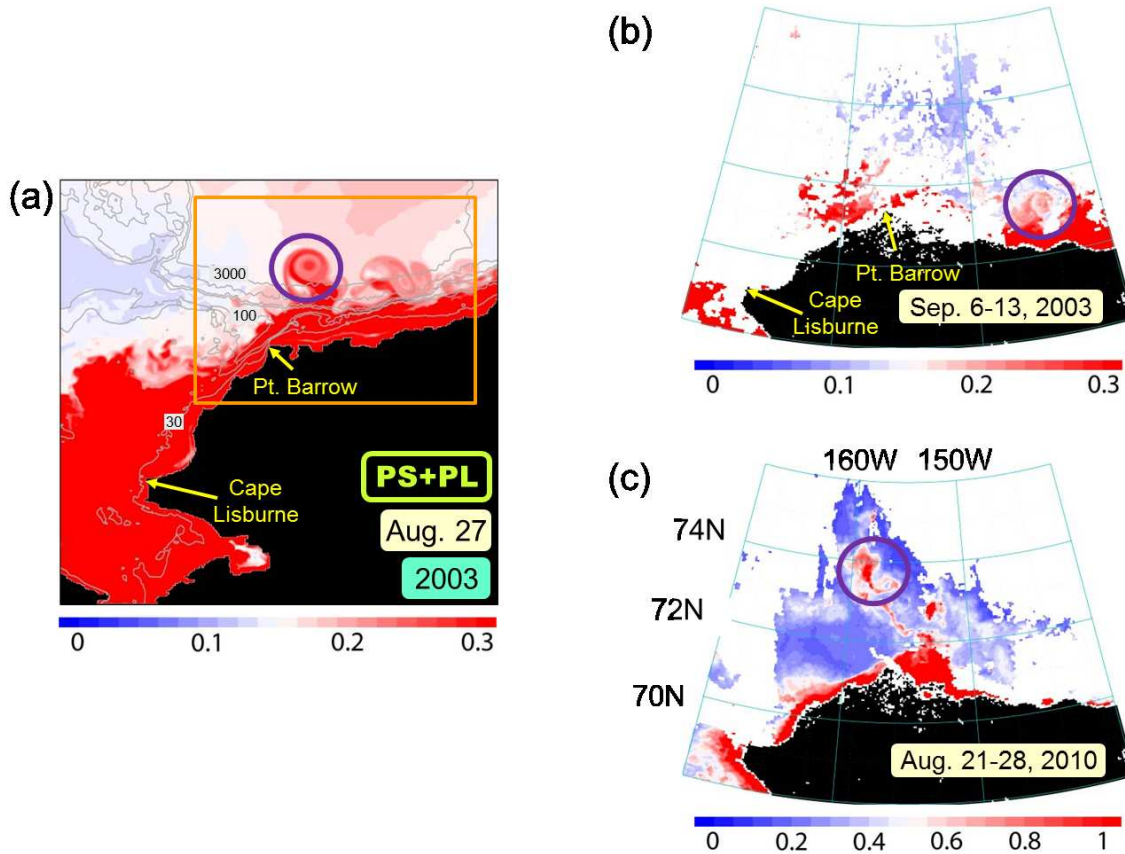 (a)
3000
100
Pt. Barrow
30
Cape
Lisburne
PS+PL
Aug. 27
2003
0 0.1 0.2 0.3
(b)
Pt. Barrow
Cape
Lisburne
Sep. 6-13, 2003
0 0.1 0.2 0.3
(c)
160W 150W
74N
72N
70N
Aug. 21-28, 2010
0 0.2 0.4 0.6 0.8 1